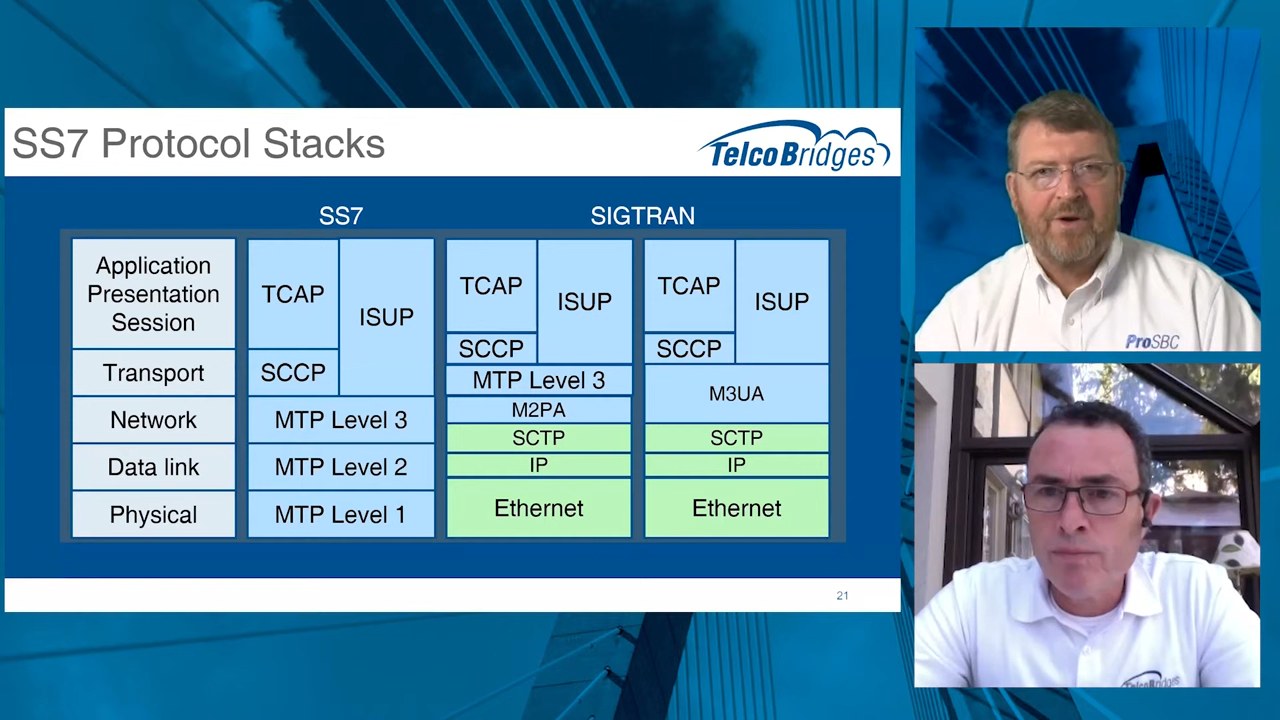 SS7 Protocol Stacks
TelcoBridges
SS7
SIGTRAN
Application
Presentation
Session
TCAP
ISUP
TCAP
ISUP
TCAP
ISUP
Transport
SCCP
SCCP
SCCP
Network
MTP Level 3
MTP Level 3
M2PA
M3UA
Data link
MTP Level 2
SCTP
IP
SCTP
IP
Physical
MTP Level 1
Ethernet
Ethernet
21
ProSBC
TelcoBridges